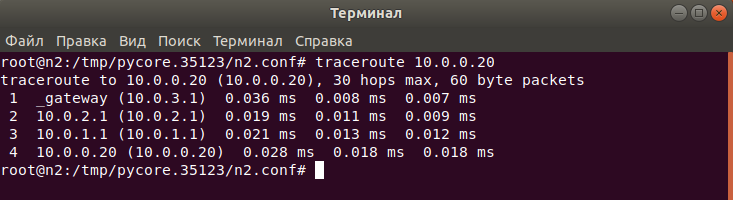 Терминал
Файл Правка Вид Поиск Терминал Справка
root@n2:/tmp/pycore.35123/n2.conf# traceroute 10.0.0.20
traceroute to 10.0.0.20 (10.0.0.20), 30 hops max, 60 byte packets
 1  _gateway (10.0.3.1)  0.036 ms  0.008 ms  0.007 ms
 2  10.0.2.1 (10.0.2.1)  0.019 ms  0.011 ms  0.009 ms
 3  10.0.1.1 (10.0.1.1)  0.021 ms  0.013 ms  0.012 ms
 4  10.0.0.20 (10.0.0.20)  0.028 ms  0.018 ms  0.018 ms
root@n2:/tmp/pycore.35123/n2.conf#